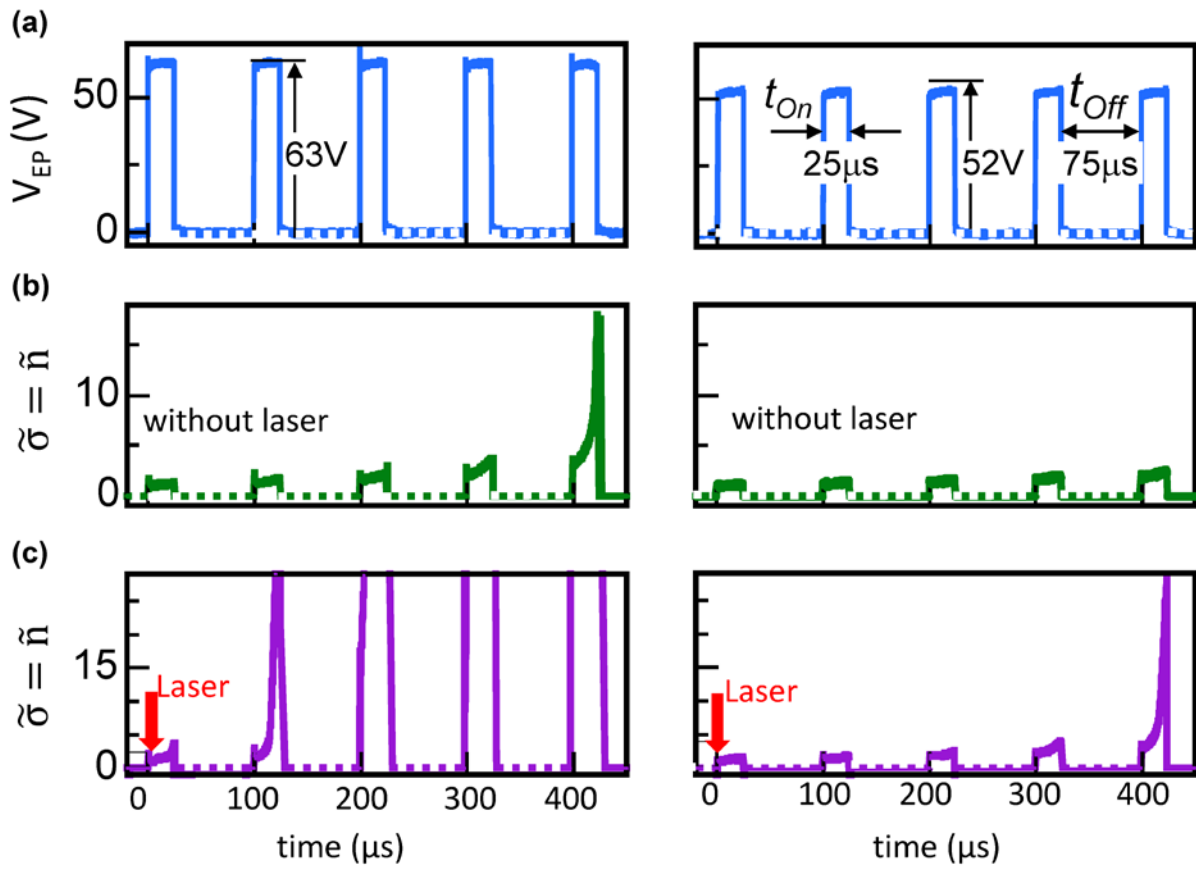 (a)
V_EP (V)
50
0
63V
t_On
25μs
52V
t_Off
75μs
(b)
σ̃ = ñ
10
0
without laser
without laser
(c)
σ̃ = ñ
15
0
Laser
Laser
0 100 200 300 400
0 100 200 300 400
time (μs)
time (μs)